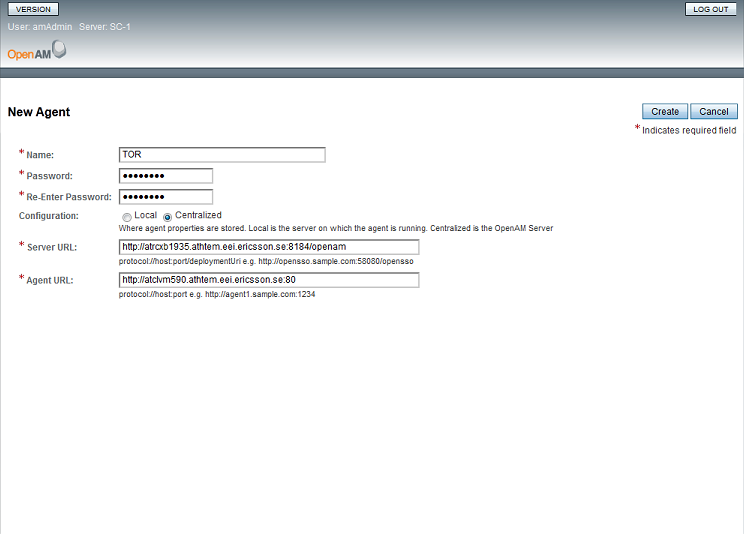 VERSION
LOG OUT
User: amAdmin Server: SC-1
OpenAM
New Agent
Create
Cancel
* Indicates required field
* Name:
TOR
* Password:
●●●●●●●●
* Re-Enter Password:
●●●●●●●●
Configuration:
Local
Centralized
Where agent properties are stored. Local is the server on which the agent is running. Centralized is the OpenAM Server
* Server URL:
http://atrcxb1935.athtem.eei.ericsson.se:8184/openam
protocol://host:port/deploymentUri e.g. http://opensso.sample.com:58080/opensso
* Agent URL:
http://atclvm590.athtem.eei.ericsson.se:80
protocol://host:port e.g. http://agent1.sample.com:1234